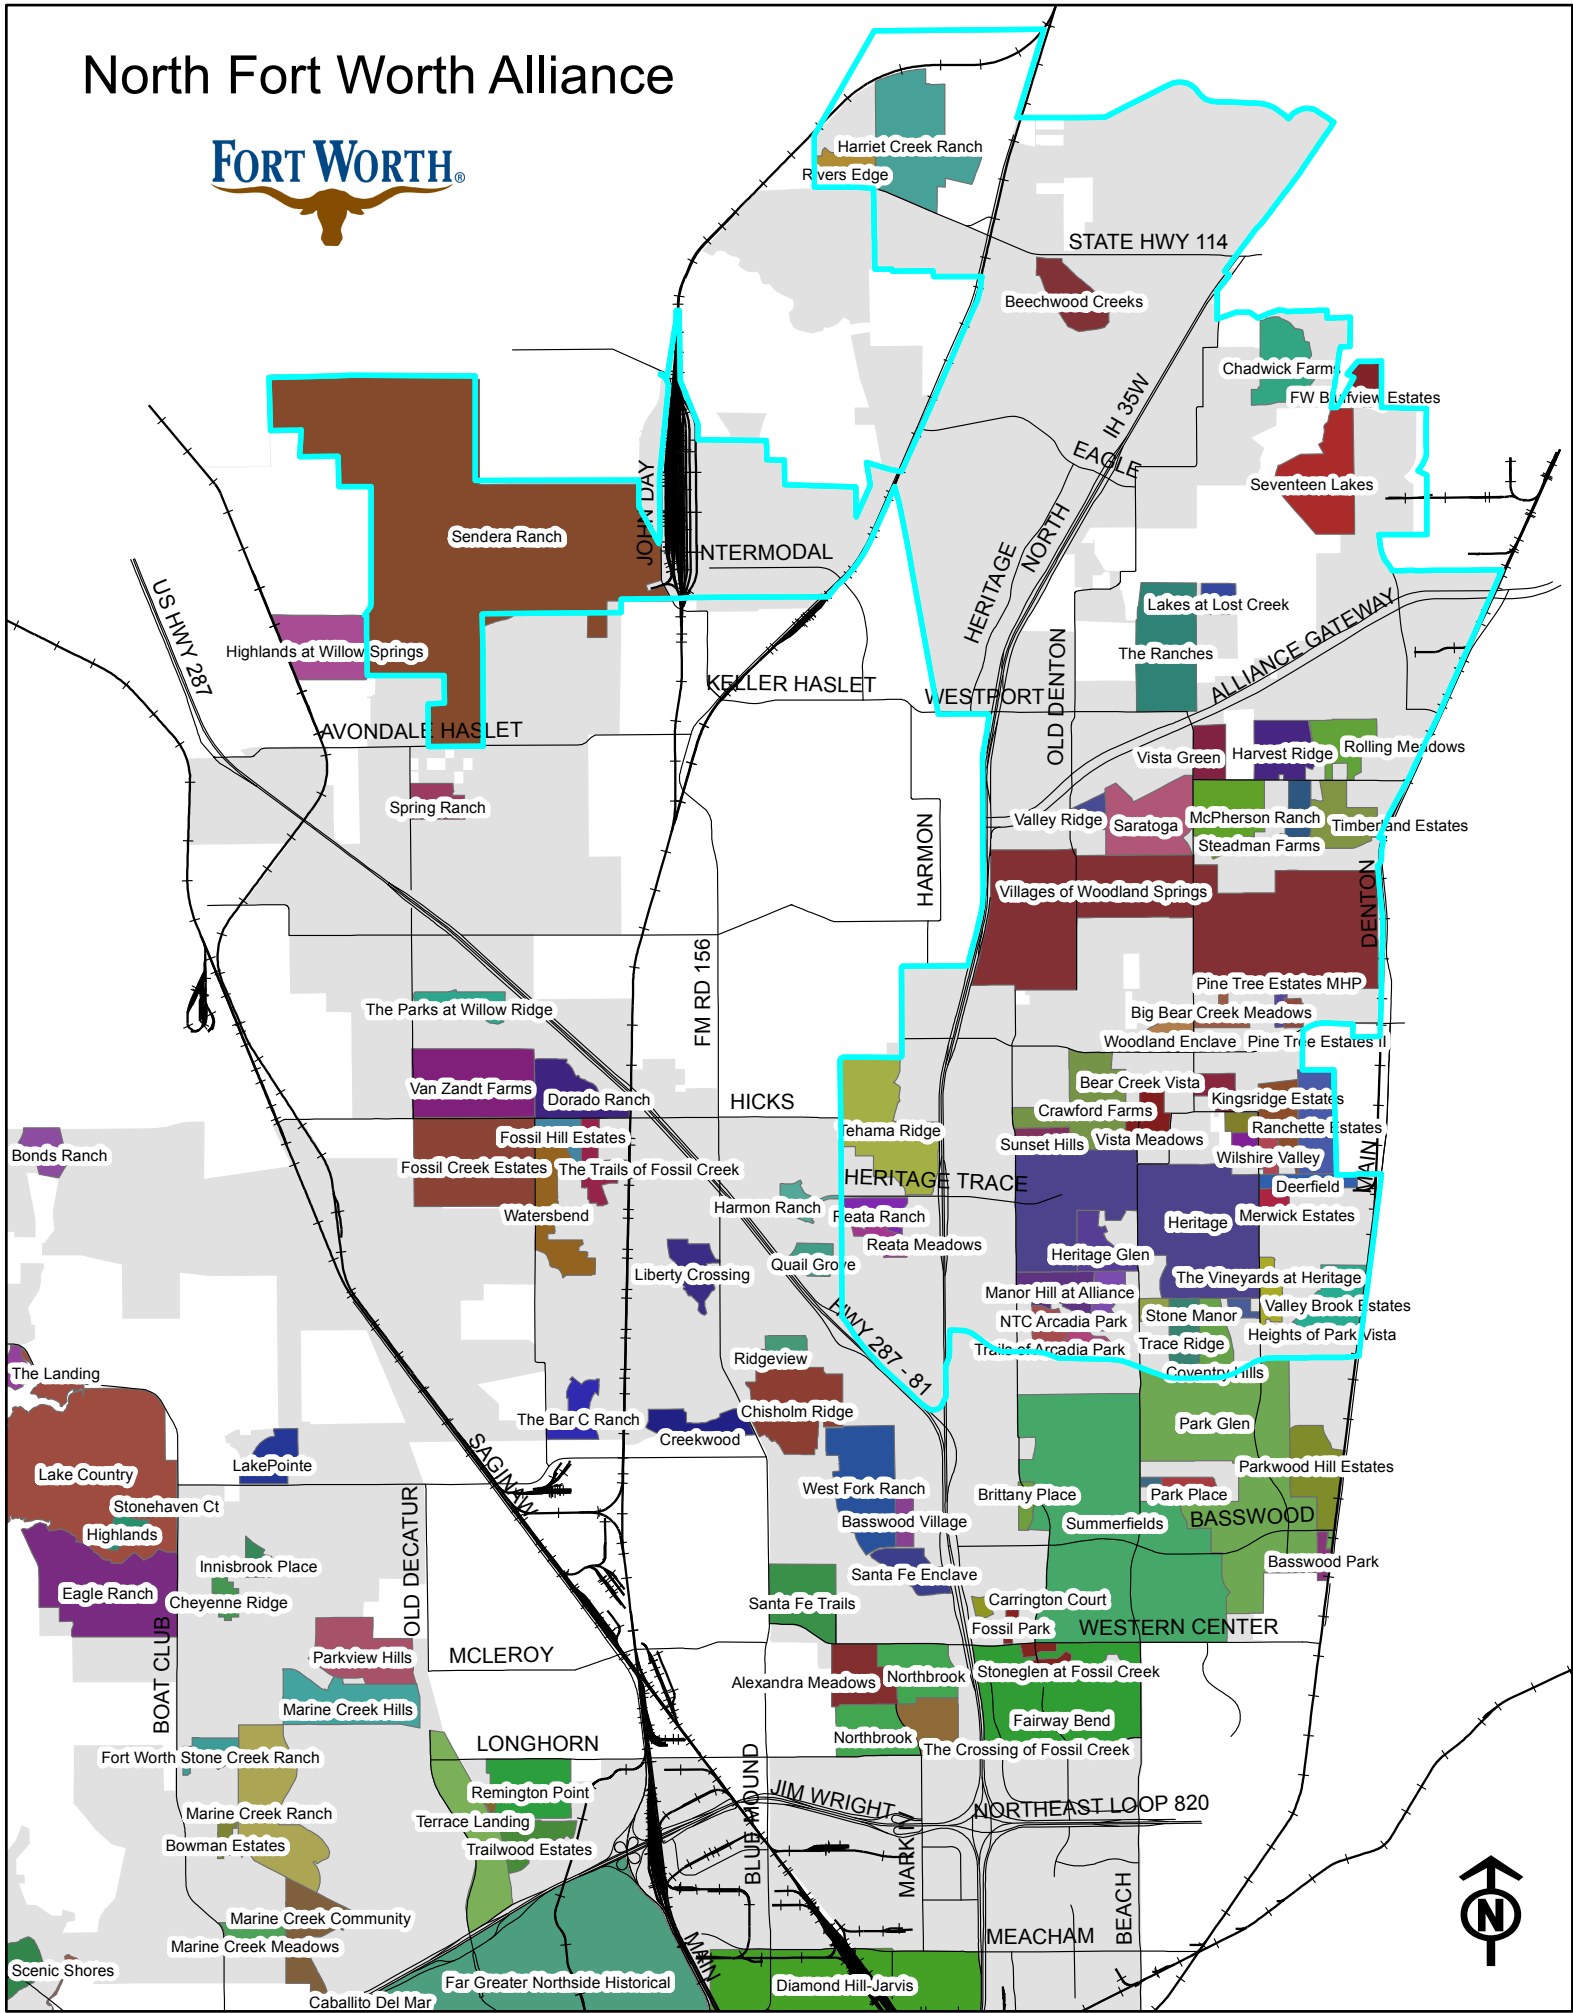 North Fort Worth Alliance
FORT WORTH®
Harriet Creek Ranch
Rivers Edge
STATE HWY 114
Beechwood Creeks
Chadwick Farms
FW Bluffview Estates
IH 35W
EAGLE
Seventeen Lakes
JOHN DAY
Sendera Ranch
INTERMODAL
HERITAGE
NORTH
US HWY 287
Lakes at Lost Creek
Highlands at Willow Springs
The Ranches
ALLIANCE GATEWAY
KELLER HASLET
WESTPORT
OLD DENTON
AVONDALE HASLET
Vista Green
Harvest Ridge
Rolling Meadows
Spring Ranch
Valley Ridge
Saratoga
McPherson Ranch
Timberland Estates
Steadman Farms
HARMON
Villages of Woodland Springs
DENTON
FM RD 156
Pine Tree Estates MHP
The Parks at Willow Ridge
Big Bear Creek Meadows
Woodland Enclave
Pine Tree Estates II
Van Zandt Farms
Dorado Ranch
HICKS
Bear Creek Vista
Kingsridge Estates
Crawford Farms
Tehama Ridge
Fossil Hill Estates
Sunset Hills
Vista Meadows
Ranchette Estates
Bonds Ranch
Fossil Creek Estates
The Trails of Fossil Creek
Wilshire Valley
MAIN
HERITAGE TRACE
Deerfield
Harmon Ranch
Watersbend
Reata Ranch
Heritage
Merwick Estates
Reata Meadows
Heritage Glen
Quail Grove
Liberty Crossing
The Vineyards at Heritage
Manor Hill at Alliance
Valley Brook Estates
HWY 287 - 81
NTC Arcadia Park
Stone Manor
Heights of Park Vista
Trails of Arcadia Park
Trace Ridge
Ridgeview
The Landing
Coventry Hills
The Bar C Ranch
Chisholm Ridge
Park Glen
Creekwood
Lake Country
LakePointe
SAGINAW
Parkwood Hill Estates
West Fork Ranch
Brittany Place
Park Place
Stonehaven Ct
Basswood Village
Summerfields
BASSWOOD
Highlands
OLD DECATUR
Innisbrook Place
Basswood Park
Santa Fe Enclave
Eagle Ranch
Cheyenne Ridge
Santa Fe Trails
Carrington Court
Fossil Park
WESTERN CENTER
BOAT CLUB
Parkview Hills
MCLEROY
Alexandra Meadows
Northbrook
Stoneglen at Fossil Creek
Marine Creek Hills
Fairway Bend
Northbrook
The Crossing of Fossil Creek
Fort Worth Stone Creek Ranch
LONGHORN
BLUE MOUND
Remington Point
JIM WRIGHT
NORTHEAST LOOP 820
Marine Creek Ranch
Terrace Landing
Bowman Estates
Trailwood Estates
MARK IV
BEACH
Marine Creek Community
MEACHAM
Marine Creek Meadows
MAIN
N
Scenic Shores
Far Greater Northside Historical
Diamond Hill-Jarvis
Caballito Del Mar